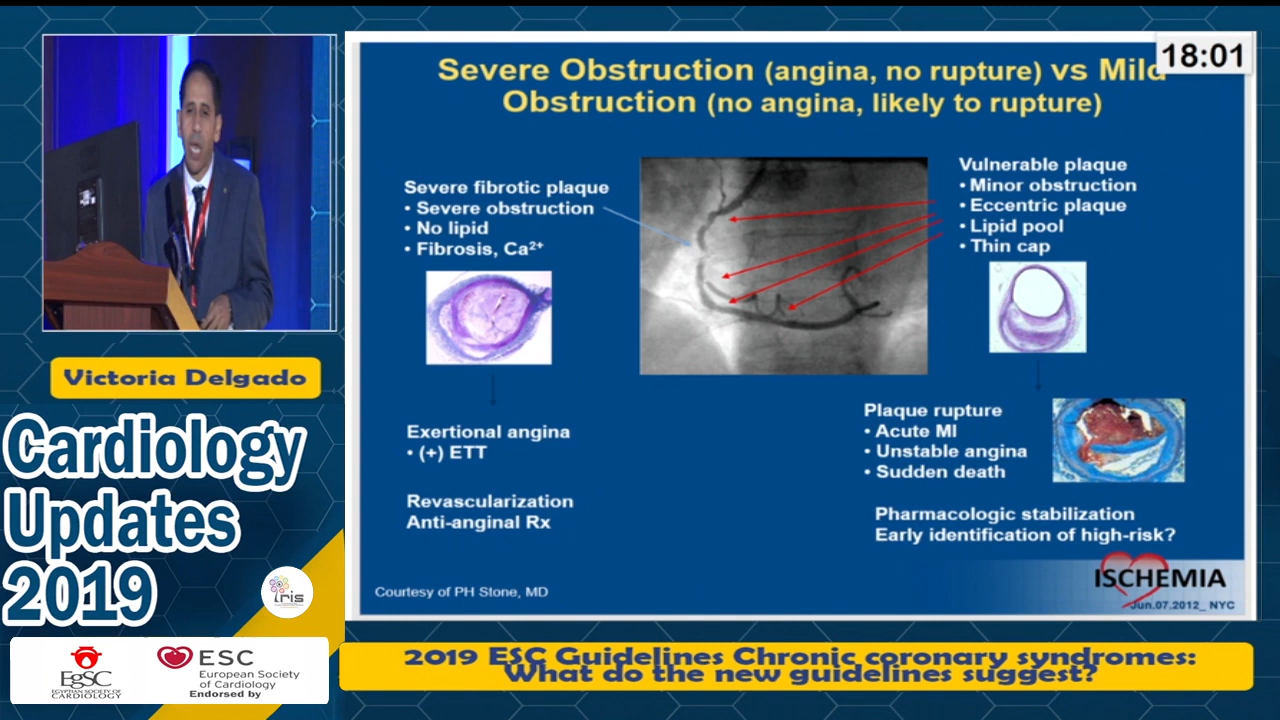 18:01
Severe Obstruction (angina, no rupture) vs Mild
Obstruction (no angina, likely to rupture)
Severe fibrotic plaque
• Severe obstruction
• No lipid
• Fibrosis, Ca²⁺
Exertional angina
• (+) ETT
Revascularization
Anti-anginal Rx
Vulnerable plaque
• Minor obstruction
• Eccentric plaque
• Lipid pool
• Thin cap
Plaque rupture
• Acute MI
• Unstable angina
• Sudden death
Pharmacologic stabilization
Early identification of high-risk?
Courtesy of PH Stone, MD
ISCHEMIA
Jun.07.2012_ NYC
Victoria Delgado
Cardiology
Updates
2019
iris
EgSC
EGYPTIAN SOCIETY OF
CARDIOLOGY
ESC
European Society
of Cardiology
Endorsed by
2019 ESC Guidelines Chronic coronary syndromes:
What do the new guidelines suggest?